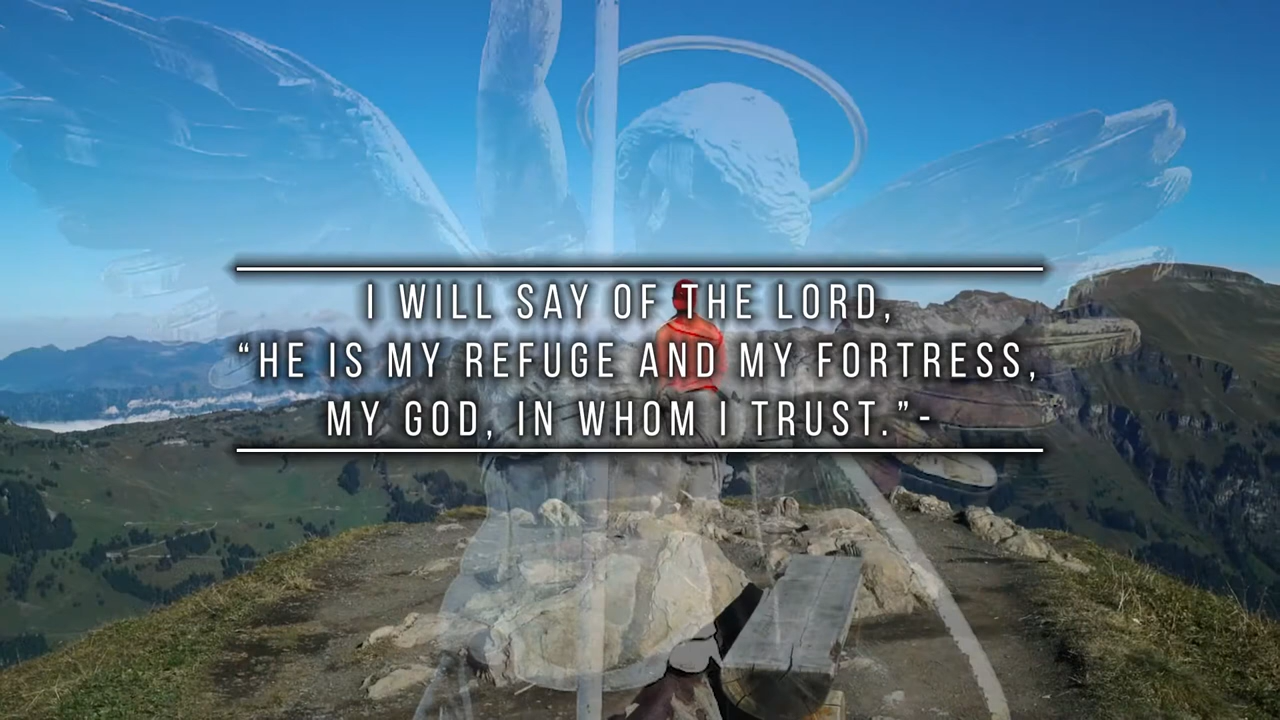 I WILL SAY OF THE LORD,
“HE IS MY REFUGE AND MY FORTRESS,
MY GOD, IN WHOM I TRUST.”-